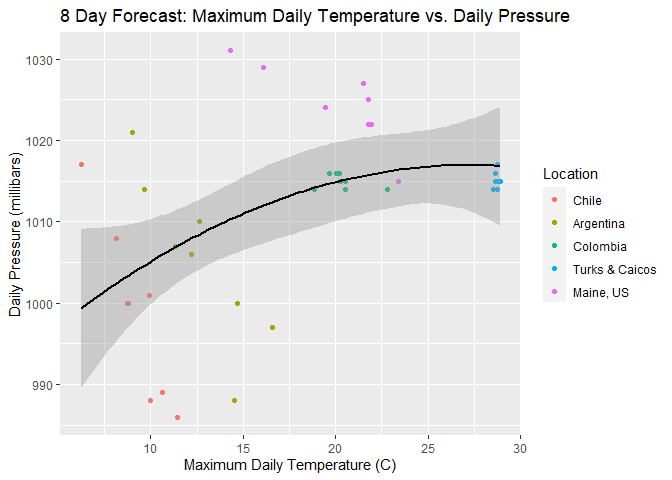 8 Day Forecast: Maximum Daily Temperature vs. Daily Pressure
1030
1020
1010
1000
990
Daily Pressure (millibars)
10
15
20
25
30
Maximum Daily Temperature (C)
Location
Chile
Argentina
Colombia
Turks & Caicos
Maine, US